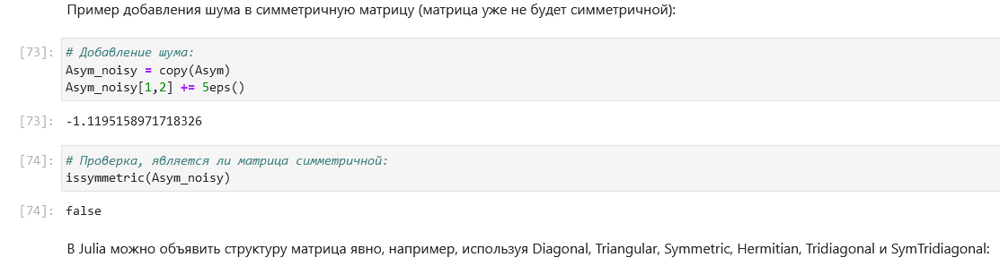 Пример добавления шума в симметричную матрицу (матрица уже не будет симметричной):
[73]: # Добавление шума:
Asym_noisy = copy(Asym)
Asym_noisy[1,2] += 5eps()
[73]: -1.1195158971718326
[74]: # Проверка, является ли матрица симметричной:
issymmetric(Asym_noisy)
[74]: false
В Julia можно объявить структуру матрица явно, например, используя Diagonal, Triangular, Symmetric, Hermitian, Tridiagonal и SymTridiagonal: